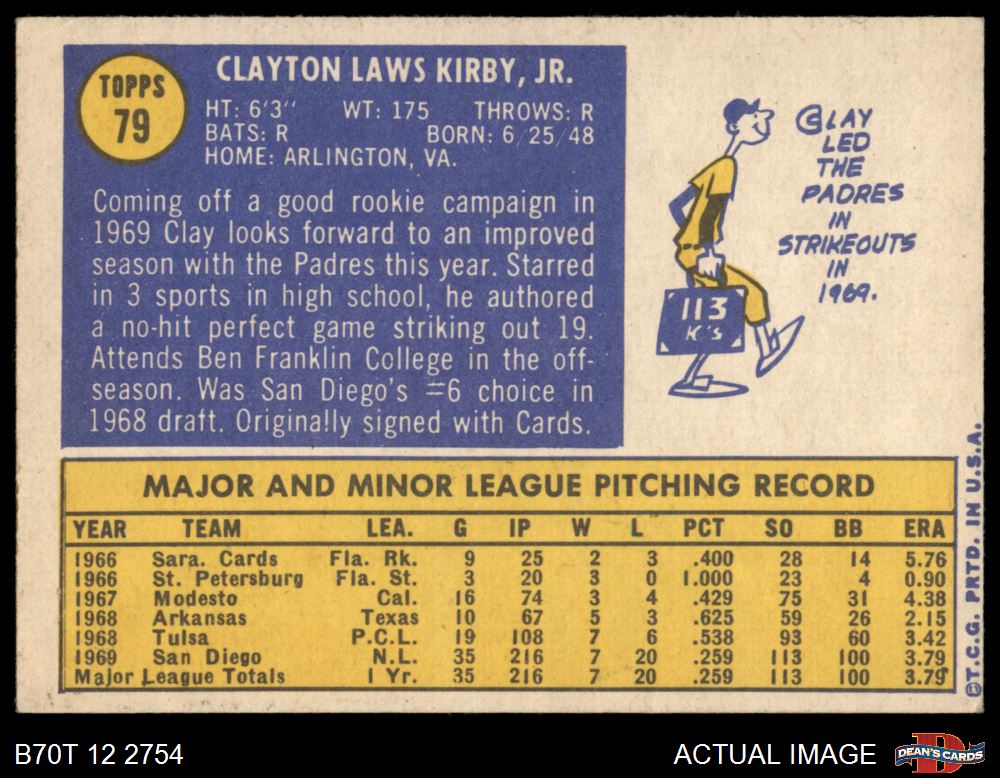 TOPPS
79
CLAYTON LAWS KIRBY, JR.
HT: 6'3" WT: 175 THROWS: R
BATS: R BORN: 6/25/48
HOME: ARLINGTON, VA.
Coming off a good rookie campaign in
1969 Clay looks forward to an improved
season with the Padres this year. Starred
in 3 sports in high school, he authored
a no-hit perfect game striking out 19.
Attends Ben Franklin College in the off-
season. Was San Diego's #6 choice in
1968 draft. Originally signed with Cards.
CLAY
LED
THE
PADRES
IN
STRIKEOUTS
IN
1969.
113
K's
MAJOR AND MINOR LEAGUE PITCHING RECORD
YEAR TEAM LEA. G IP W L PCT SO BB ERA
1966 Sara. Cards Fla. Rk. 9 25 2 3 .400 28 14 5.76
1966 St. Petersburg Fla. St. 3 20 3 0 1.000 23 4 0.90
1967 Modesto Cal. 16 74 3 4 .429 75 31 4.38
1968 Arkansas Texas 10 67 5 3 .625 59 26 2.15
1968 Tulsa P.C.L. 19 108 7 6 .538 93 60 3.42
1969 San Diego N.L. 35 216 7 20 .259 113 100 3.79
Major League Totals 1 Yr. 35 216 7 20 .259 113 100 3.79
©T.C.G. PRTD. IN U.S.A.
B70T 12 2754
ACTUAL IMAGE
DEAN'S CARDS